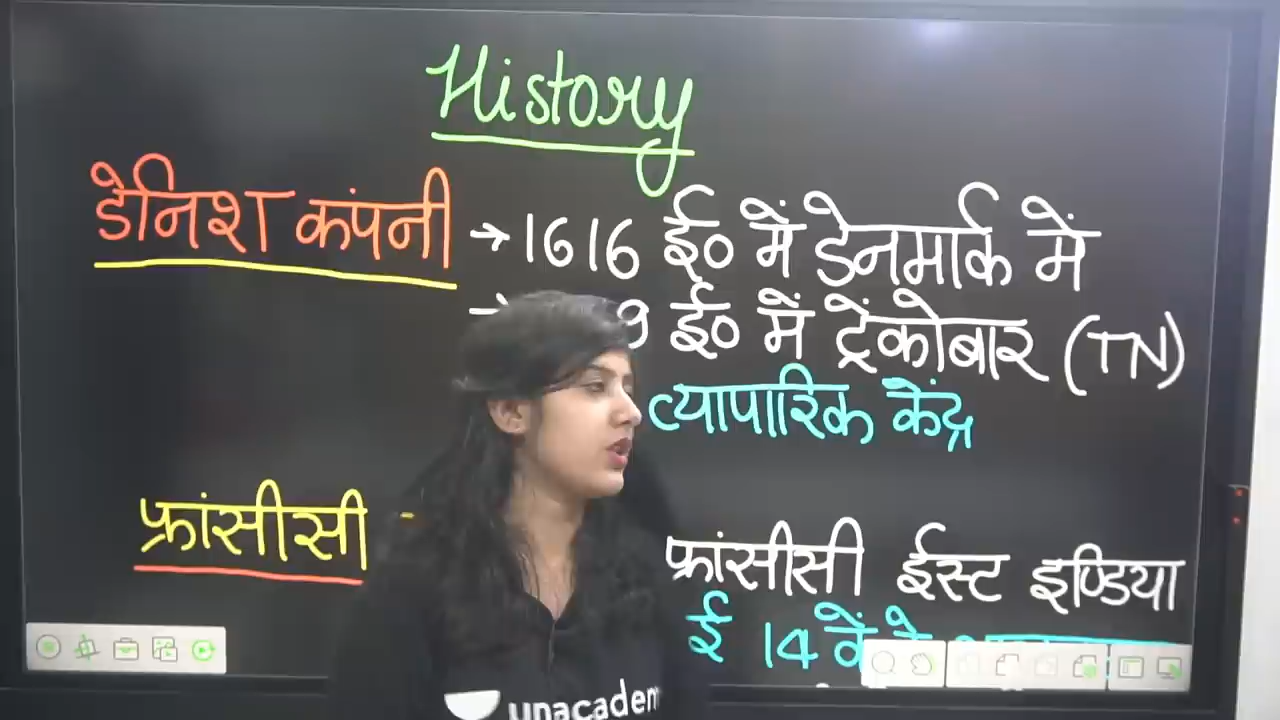 History
डेनिश कंपनी → 1616 ई० में डेनमार्क में
9 ई० में ट्रेंकोबार (TN)
व्यापारिक केंद्र
फ्रांसीसी -
फ्रांसीसी ईस्ट इण्डिया
ई 14 वें के
unacadem